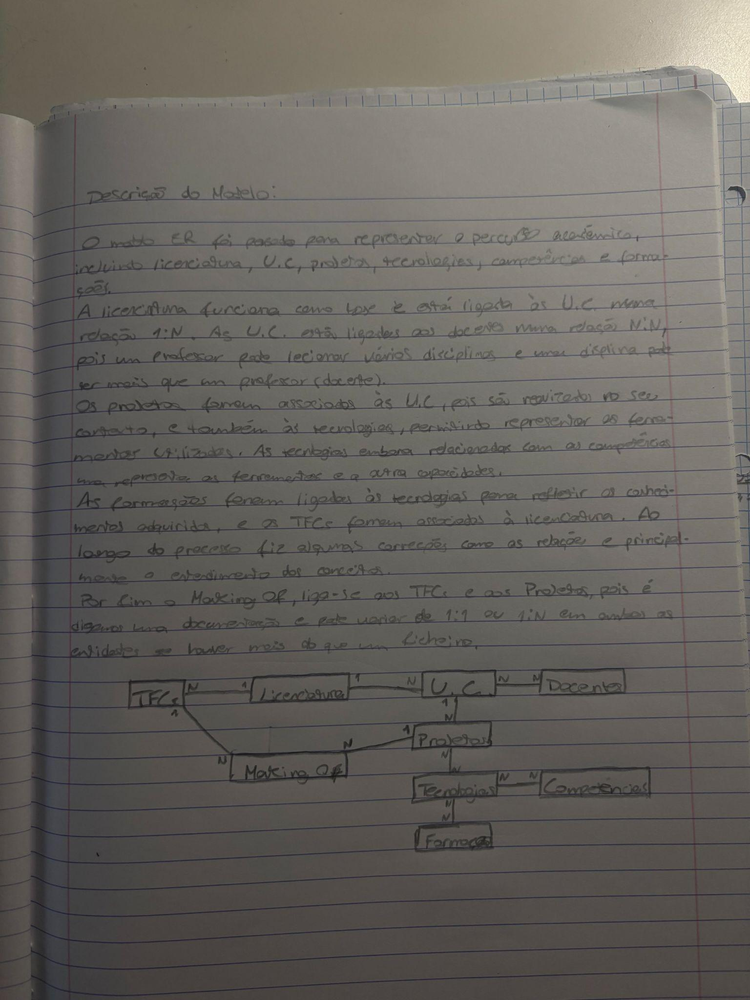 Descrição do Modelo:
O modelo ER foi pensado para representar o percurso académico,
incluindo licenciatura, U.C, projetos, tecnologias, competências e forma-
ções.
A licenciatura funciona como base e está ligada às U.C. numa
relação 1:N. As U.C. estão ligadas aos docentes numa relação N:N,
pois um professor pode lecionar vários disciplinas e uma displina pode
ser mais que um professor (docente).
Os projetos foram associados às U.C, pois são realizados no seu
contexto, e também às tecnologias, permitindo representar as ferra-
mentas utilizadas. As tecnlogias embora relacionadas com as competências
uma representa as ferramentas e a outra capacidades.
As formações foram ligadas às tecnologias para refletir os conheci-
mentos adquiridos, e os TFCs foram associados à licenciatura. Ao
longo do processo fiz algumas correcções como as relações e principal-
mente o entendimento dos conceitos.
Por fim o Making Of, liga-se aos TFCs e aos Projetos, pois é
digamos uma documentação e pode variar de 1:1 ou 1:N em ambas as
entidades se houver mais do que um ficheiro.
TFCs N 1 Licenciatura 1 N U.C. N N Docentes
1 1
N
1 Projetos
N N N
Making Of N
Tecnologias N N Competências
N
N
Formações